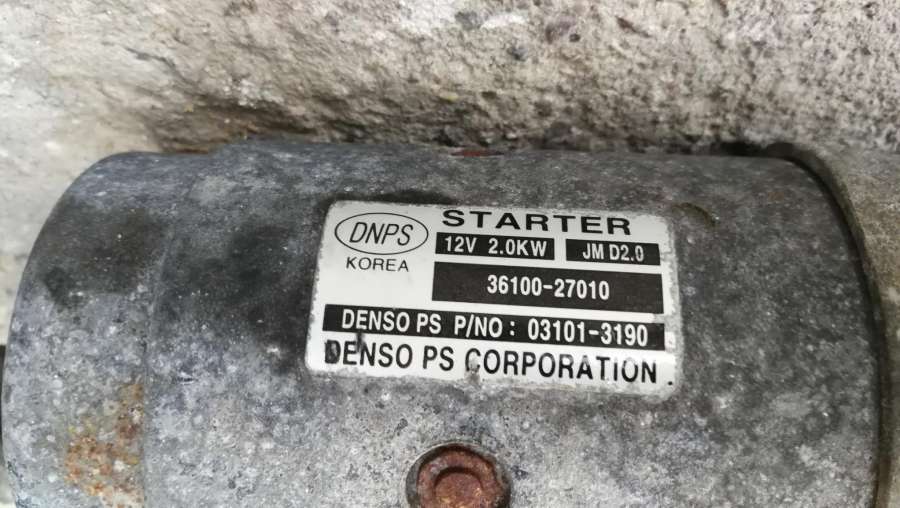 STARTER
DNPS
KOREA
12V 2.0KW JM D2.0
36100-27010
DENSO PS P/NO : 03101-3190
DENSO PS CORPORATION